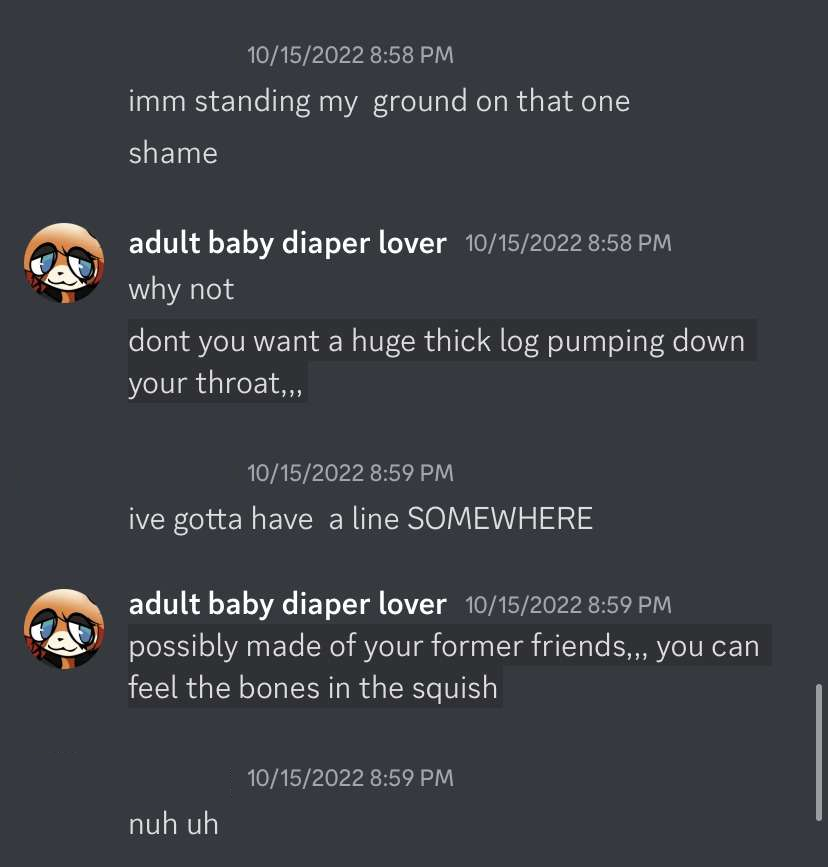 10/15/2022 8:58 PM
imm standing my  ground on that one
shame
adult baby diaper lover 10/15/2022 8:58 PM
why not
dont you want a huge thick log pumping down
your throat,,,
10/15/2022 8:59 PM
ive gotta have  a line SOMEWHERE
adult baby diaper lover 10/15/2022 8:59 PM
possibly made of your former friends,,, you can
feel the bones in the squish
10/15/2022 8:59 PM
nuh uh